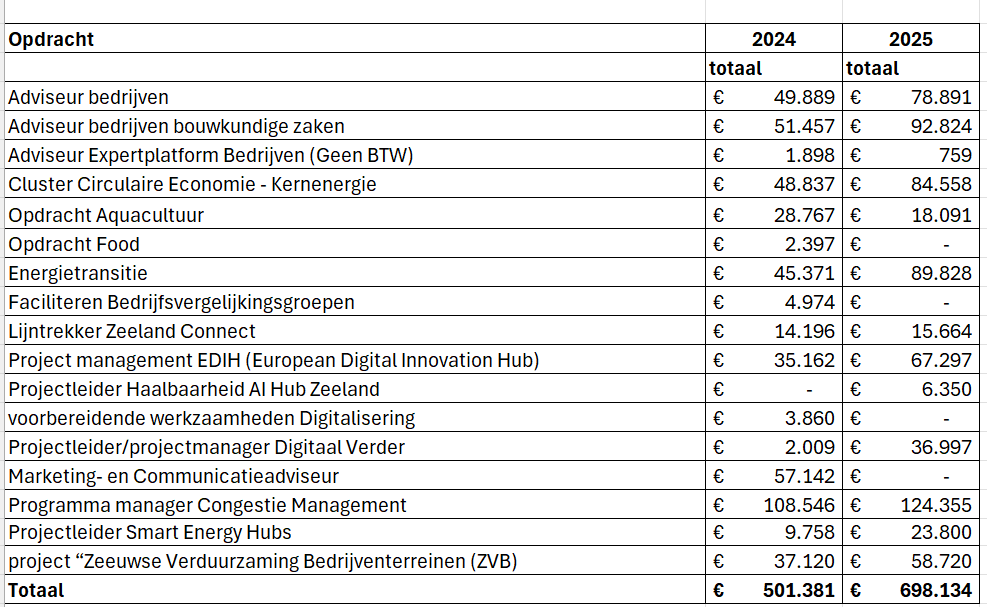 Opdracht 2024 2025
totaal totaal
Adviseur bedrijven € 49.889 € 78.891
Adviseur bedrijven bouwkundige zaken € 51.457 € 92.824
Adviseur Expertplatform Bedrijven (Geen BTW) € 1.898 € 759
Cluster Circulaire Economie - Kernenergie € 48.837 € 84.558
Opdracht Aquacultuur € 28.767 € 18.091
Opdracht Food € 2.397 € -
Energietransitie € 45.371 € 89.828
Faciliteren Bedrijfsvergelijkingsgroepen € 4.974 € -
Lijntrekker Zeeland Connect € 14.196 € 15.664
Project management EDIH (European Digital Innovation Hub) € 35.162 € 67.297
Projectleider Haalbaarheid AI Hub Zeeland € - € 6.350
voorbereidende werkzaamheden Digitalisering € 3.860 € -
Projectleider/projectmanager Digitaal Verder € 2.009 € 36.997
Marketing- en Communicatieadviseur € 57.142 € -
Programma manager Congestie Management € 108.546 € 124.355
Projectleider Smart Energy Hubs € 9.758 € 23.800
project “Zeeuwse Verduurzaming Bedrijventerreinen (ZVB) € 37.120 € 58.720
Totaal € 501.381 € 698.134